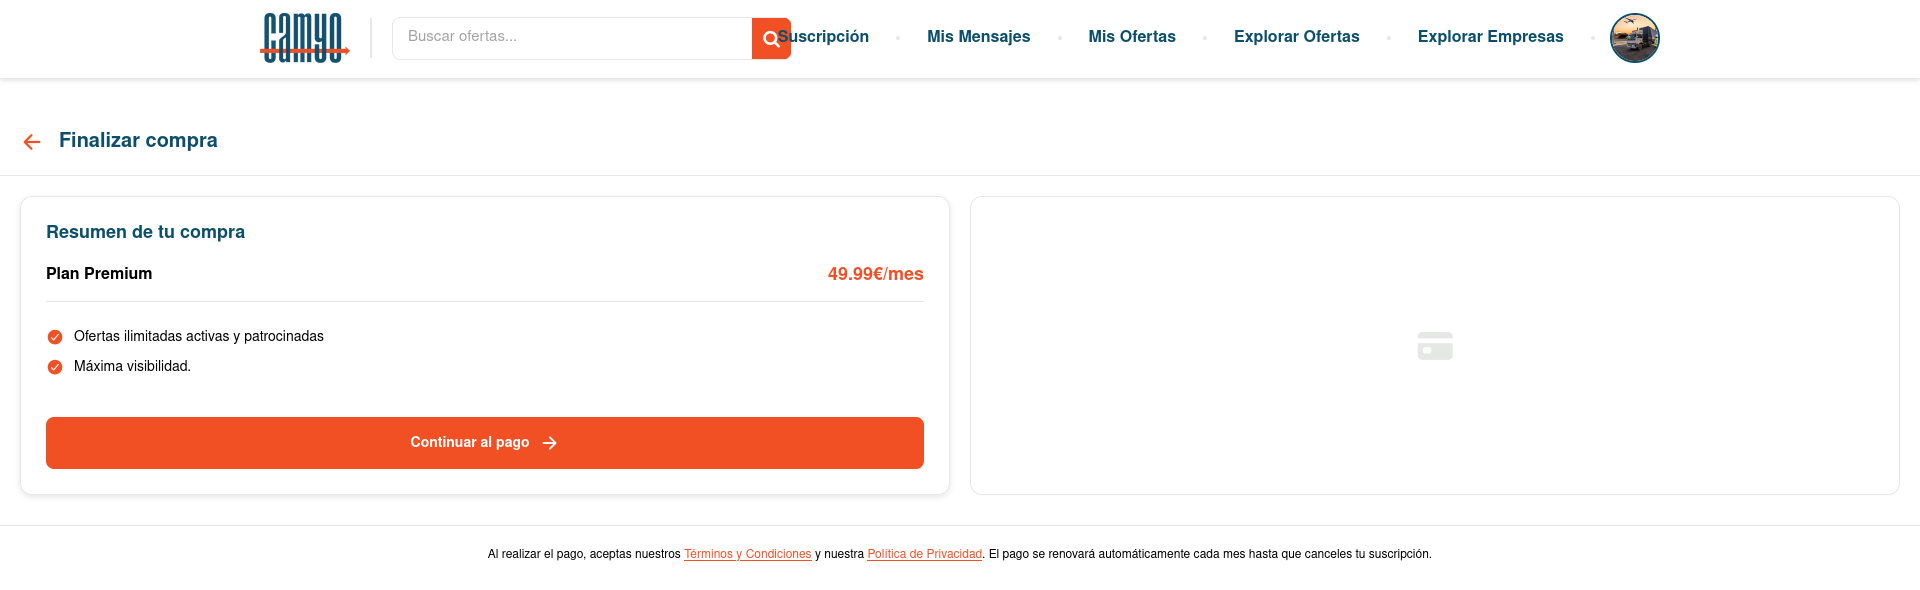 camyo
Buscar ofertas...
Suscripción
Mis Mensajes
Mis Ofertas
Explorar Ofertas
Explorar Empresas
Finalizar compra
Resumen de tu compra
Plan Premium
49.99€/mes
Ofertas ilimitadas activas y patrocinadas
Máxima visibilidad.
Continuar al pago
Al realizar el pago, aceptas nuestros Términos y Condiciones y nuestra Política de Privacidad. El pago se renovará automáticamente cada mes hasta que canceles tu suscripción.